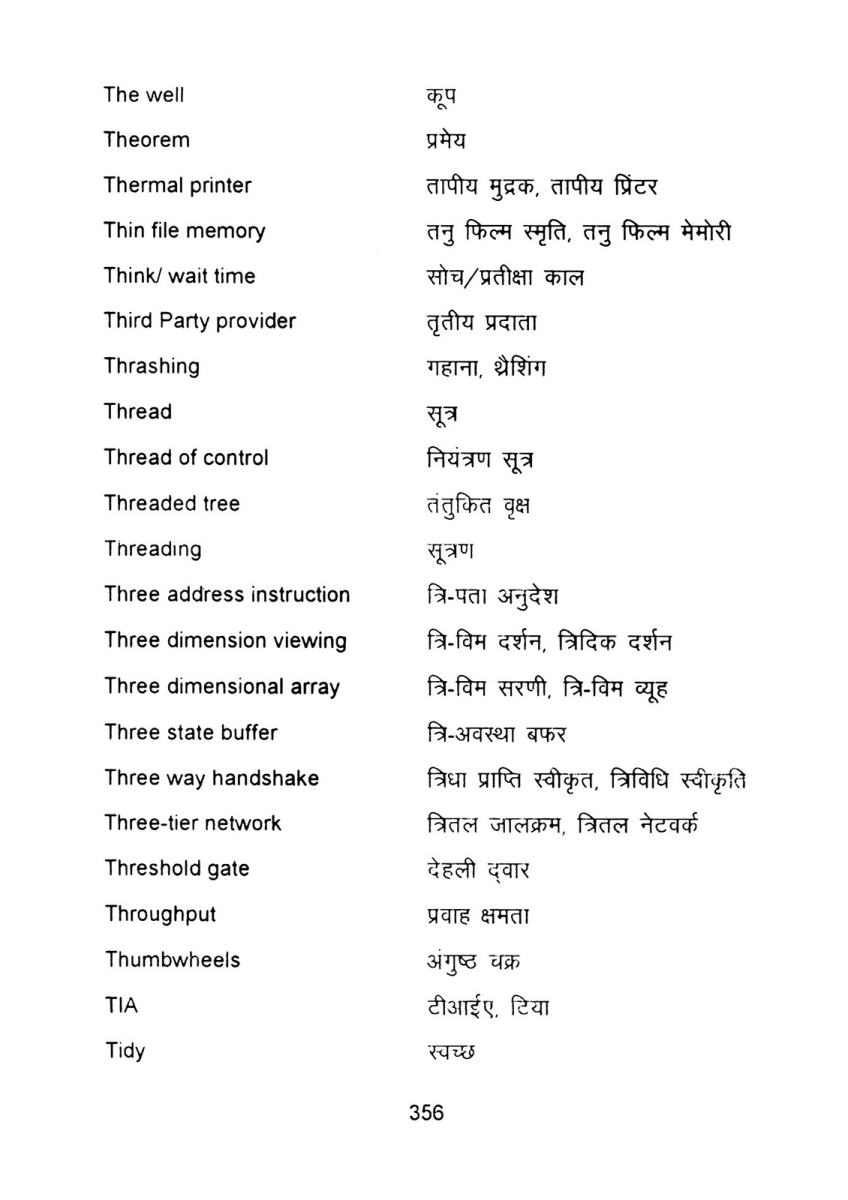 The well कूप
Theorem प्रमेय
Thermal printer तापीय मुद्रक, तापीय प्रिंटर
Thin file memory तनु फिल्म स्मृति, तनु फिल्म मेमोरी
Think/ wait time सोच/प्रतीक्षा काल
Third Party provider तृतीय प्रदाता
Thrashing गहाना, थ्रैशिंग
Thread सूत्र
Thread of control नियंत्रण सूत्र
Threaded tree तंतुकित वृक्ष
Threading सूत्रण
Three address instruction त्रि-पता अनुदेश
Three dimension viewing त्रि-विम दर्शन, त्रिदिक दर्शन
Three dimensional array त्रि-विम सरणी, त्रि-विम व्यूह
Three state buffer त्रि-अवस्था बफर
Three way handshake त्रिधा प्राप्ति स्वीकृत, त्रिविधि स्वीकृति
Three-tier network त्रितल जालक्रम, त्रितल नेटवर्क
Threshold gate देहली द्वार
Throughput प्रवाह क्षमता
Thumbwheels अंगुष्ठ चक्र
TIA टीआईए, टिया
Tidy स्वच्छ
356